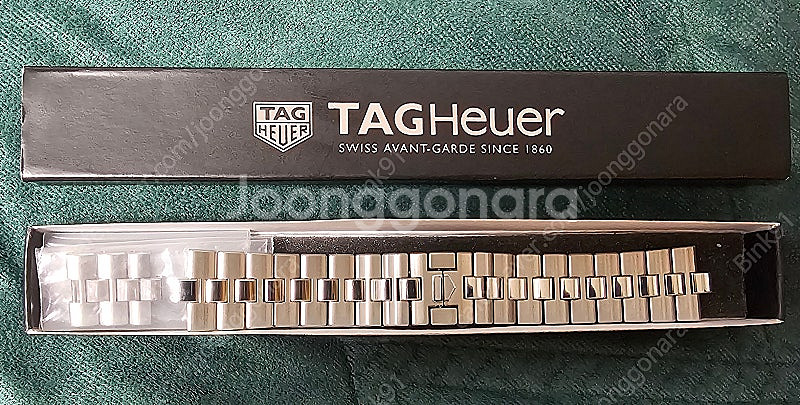 TAG
HEUER
TAGHeuer
SWISS AVANT-GARDE SINCE 1860
Joonggonara